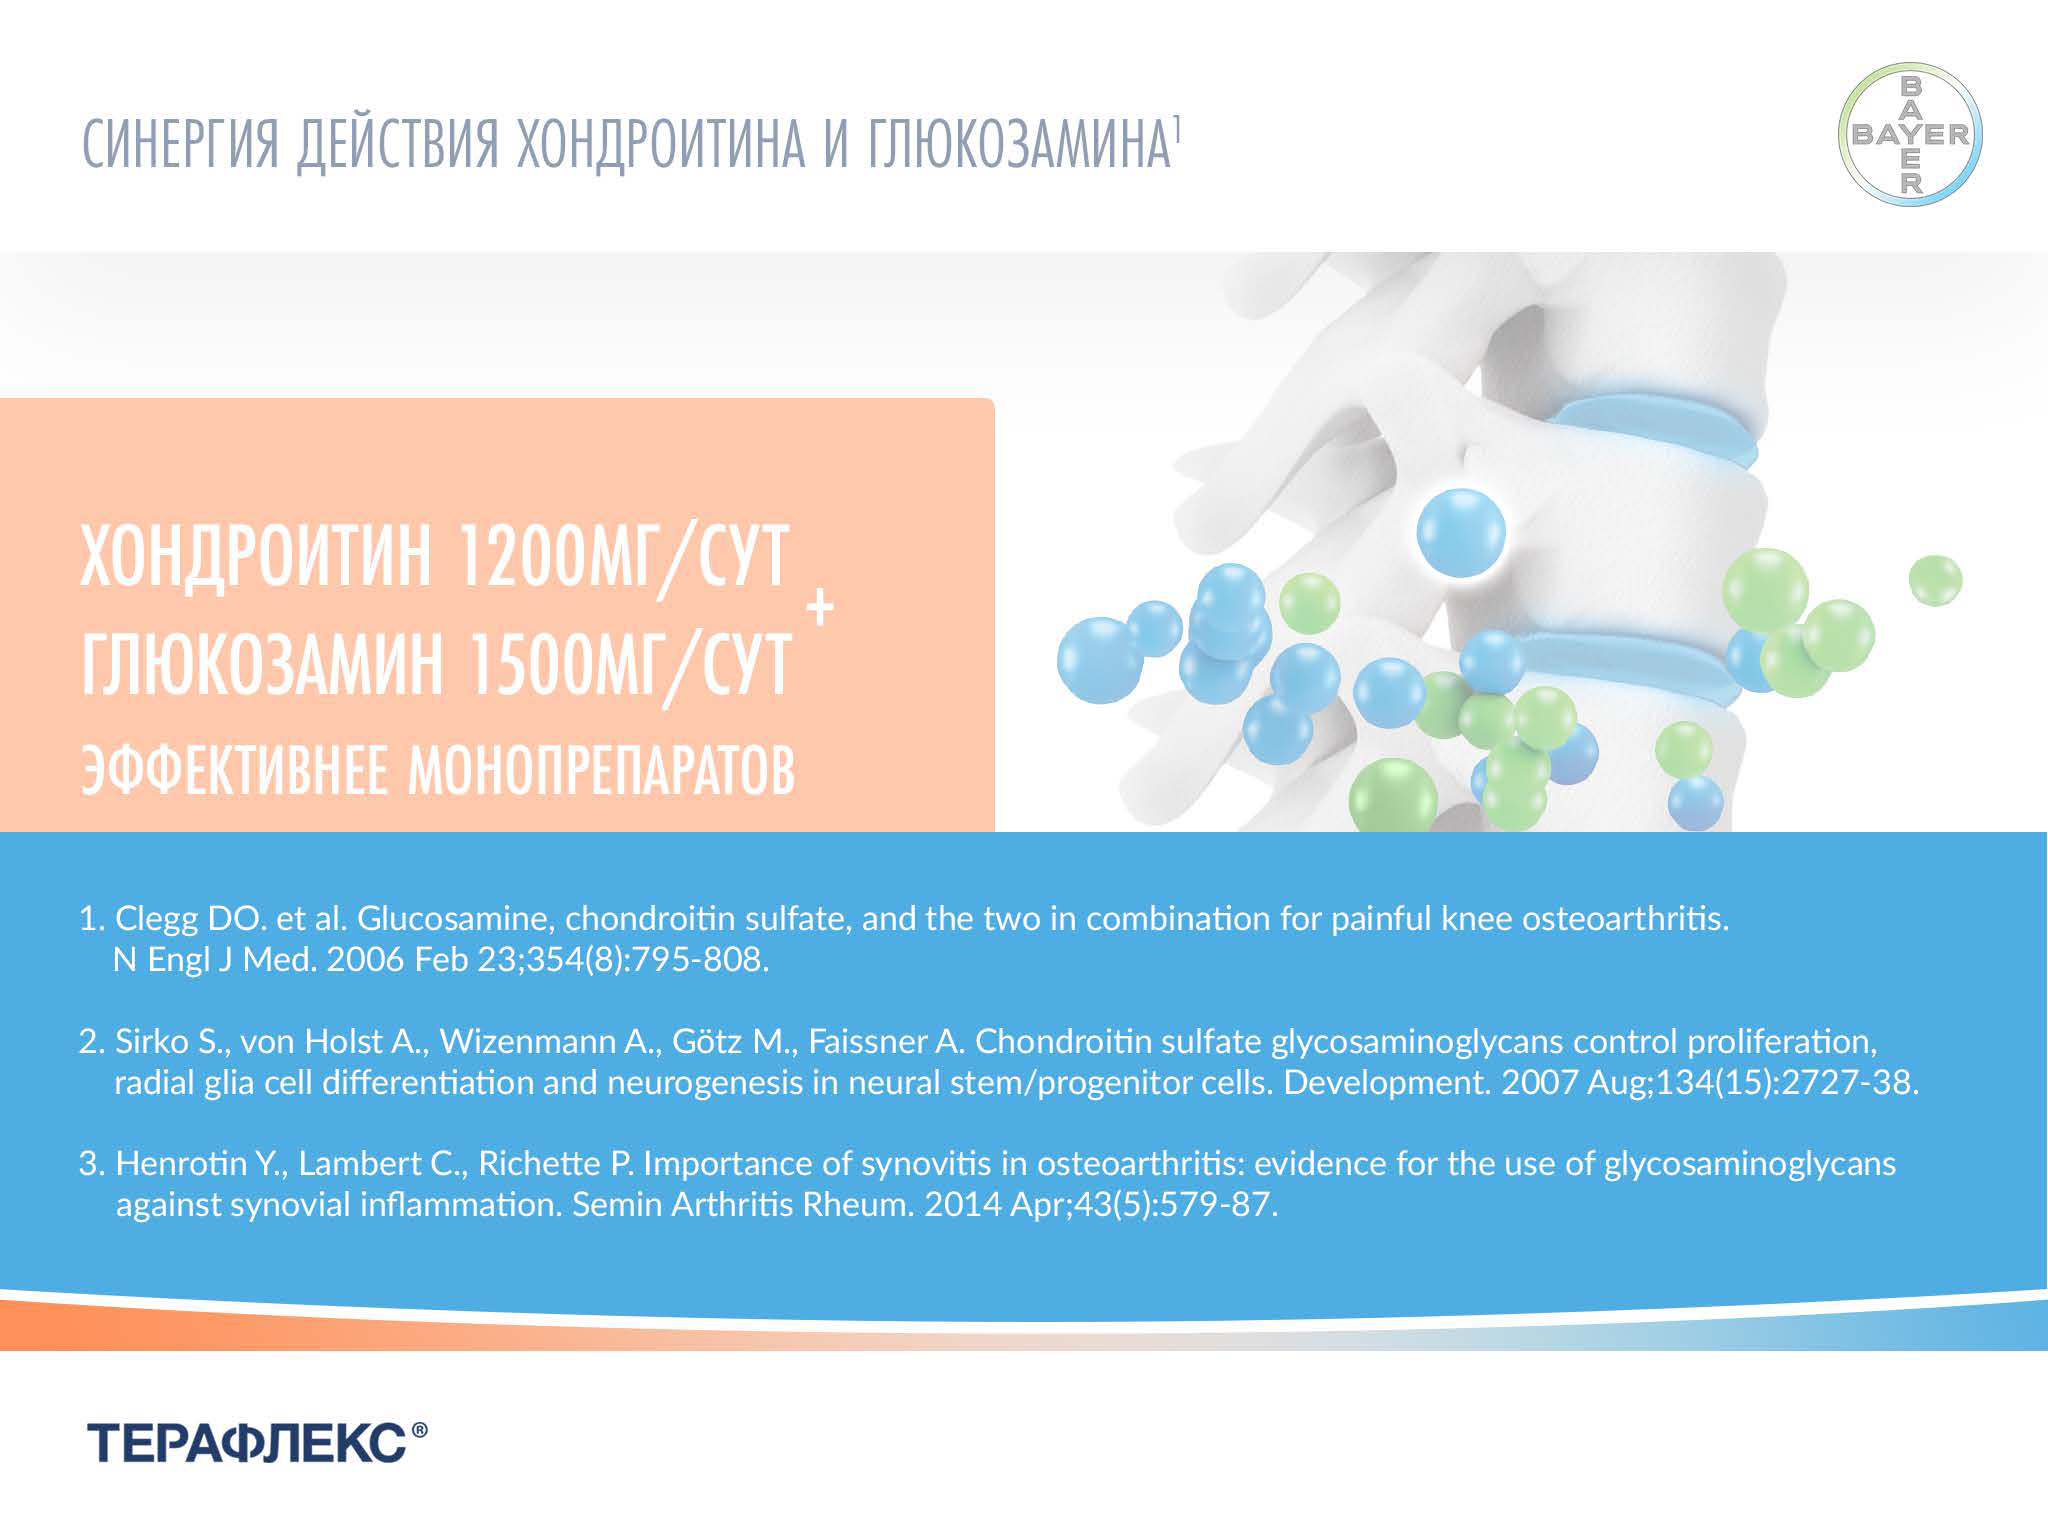 СИНЕРГИЯ ДЕЙСТВИЯ ХОНДРОИТИНА И ГЛЮКОЗАМИНА¹
BAYER
BAYER
ХОНДРОИТИН 1200МГ/СУТ
+
ГЛЮКОЗАМИН 1500МГ/СУТ
ЭФФЕКТИВНЕЕ МОНОПРЕПАРАТОВ
1. Clegg DO. et al. Glucosamine, chondroitin sulfate, and the two in combination for painful knee osteoarthritis.
N Engl J Med. 2006 Feb 23;354(8):795-808.
2. Sirko S., von Holst A., Wizenmann A., Götz M., Faissner A. Chondroitin sulfate glycosaminoglycans control proliferation,
radial glia cell differentiation and neurogenesis in neural stem/progenitor cells. Development. 2007 Aug;134(15):2727-38.
3. Henrotin Y., Lambert C., Richette P. Importance of synovitis in osteoarthritis: evidence for the use of glycosaminoglycans
against synovial inflammation. Semin Arthritis Rheum. 2014 Apr;43(5):579-87.
ТЕРАФЛЕКС®